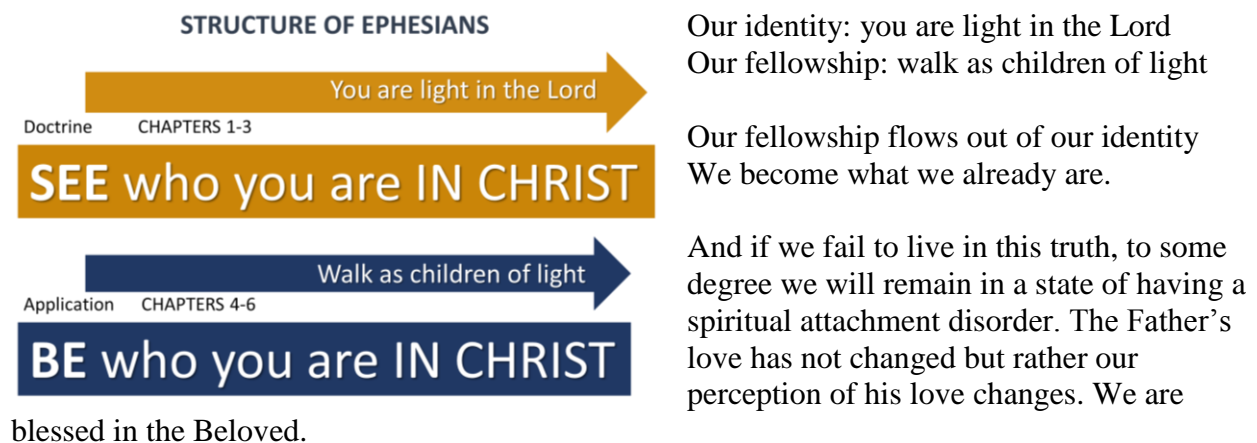 STRUCTURE OF EPHESIANS
You are light in the Lord
Doctrine CHAPTERS 1-3
SEE who you are IN CHRIST
Walk as children of light
Application CHAPTERS 4-6
BE who you are IN CHRIST
Our identity: you are light in the Lord
Our fellowship: walk as children of light
Our fellowship flows out of our identity
We become what we already are.
And if we fail to live in this truth, to some
degree we will remain in a state of having a
spiritual attachment disorder. The Father’s
love has not changed but rather our
perception of his love changes. We are
blessed in the Beloved.